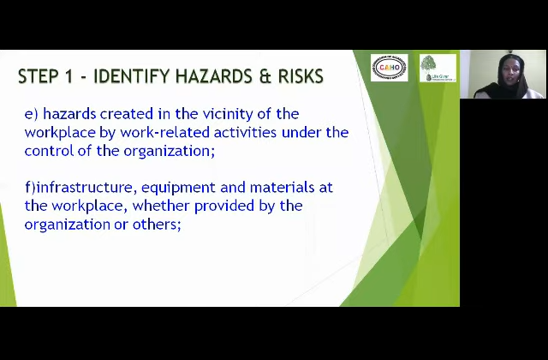 STEP 1 - IDENTIFY HAZARDS & RISKS
CAHO
e) hazards created in the vicinity of the
workplace by work-related activities under the
control of the organization;
f)infrastructure, equipment and materials at
the workplace, whether provided by the
organization or others;